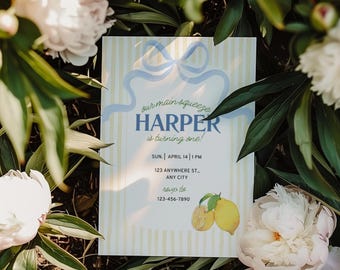 our main squeeze
HARPER
is turning one!
SUN. | APRIL 14 | 1 PM
123 ANYWHERE ST.,
ANY CITY
rsvp to
123-456-7890